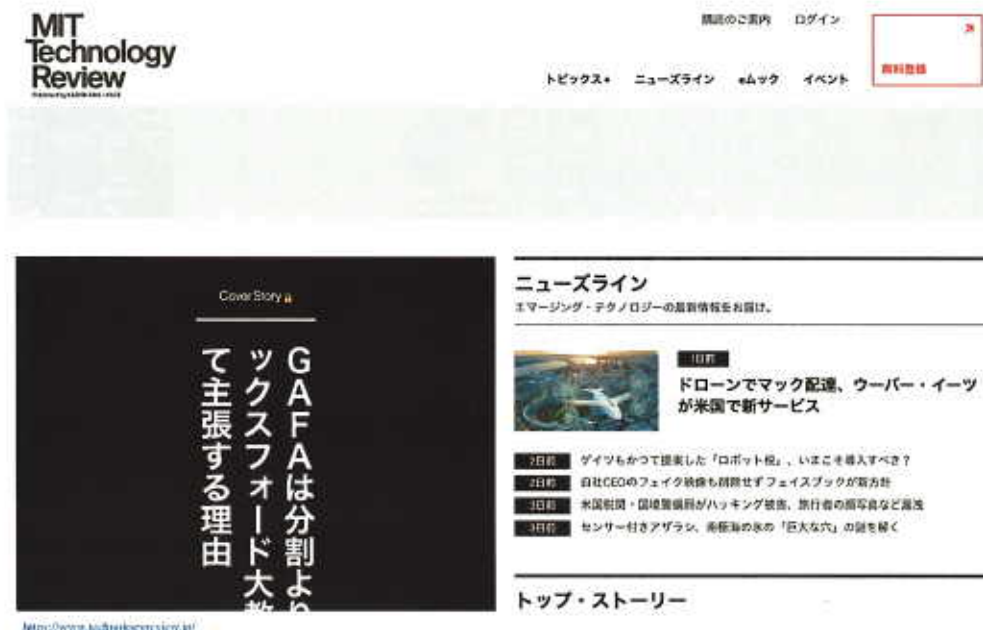 MIT
Technology
Review
購読のご案内 ログイン
無料登録
トピックス+ ニューズライン eムック イベント
Cover Story
GAFAは分割より
ックスフォード大教
て主張する理由
ニューズライン
エマージング・テクノロジーの最新情報をお届け。
1日前
ドローンでマック配達、ウーバー・イーツ
が米国で新サービス
2日前 ゲイツもかつて提案した「ロボット税」、いまこそ導入すべき？
2日前 自社CEOのフェイク映像も削除せずフェイスブックが新方針
3日前 米国税関・国境警備局がハッキング被害、旅行者の顔写真など漏洩
3日前 センサー付きアザラシ、南極海の氷の「巨大な穴」の謎を解く
トップ・ストーリー